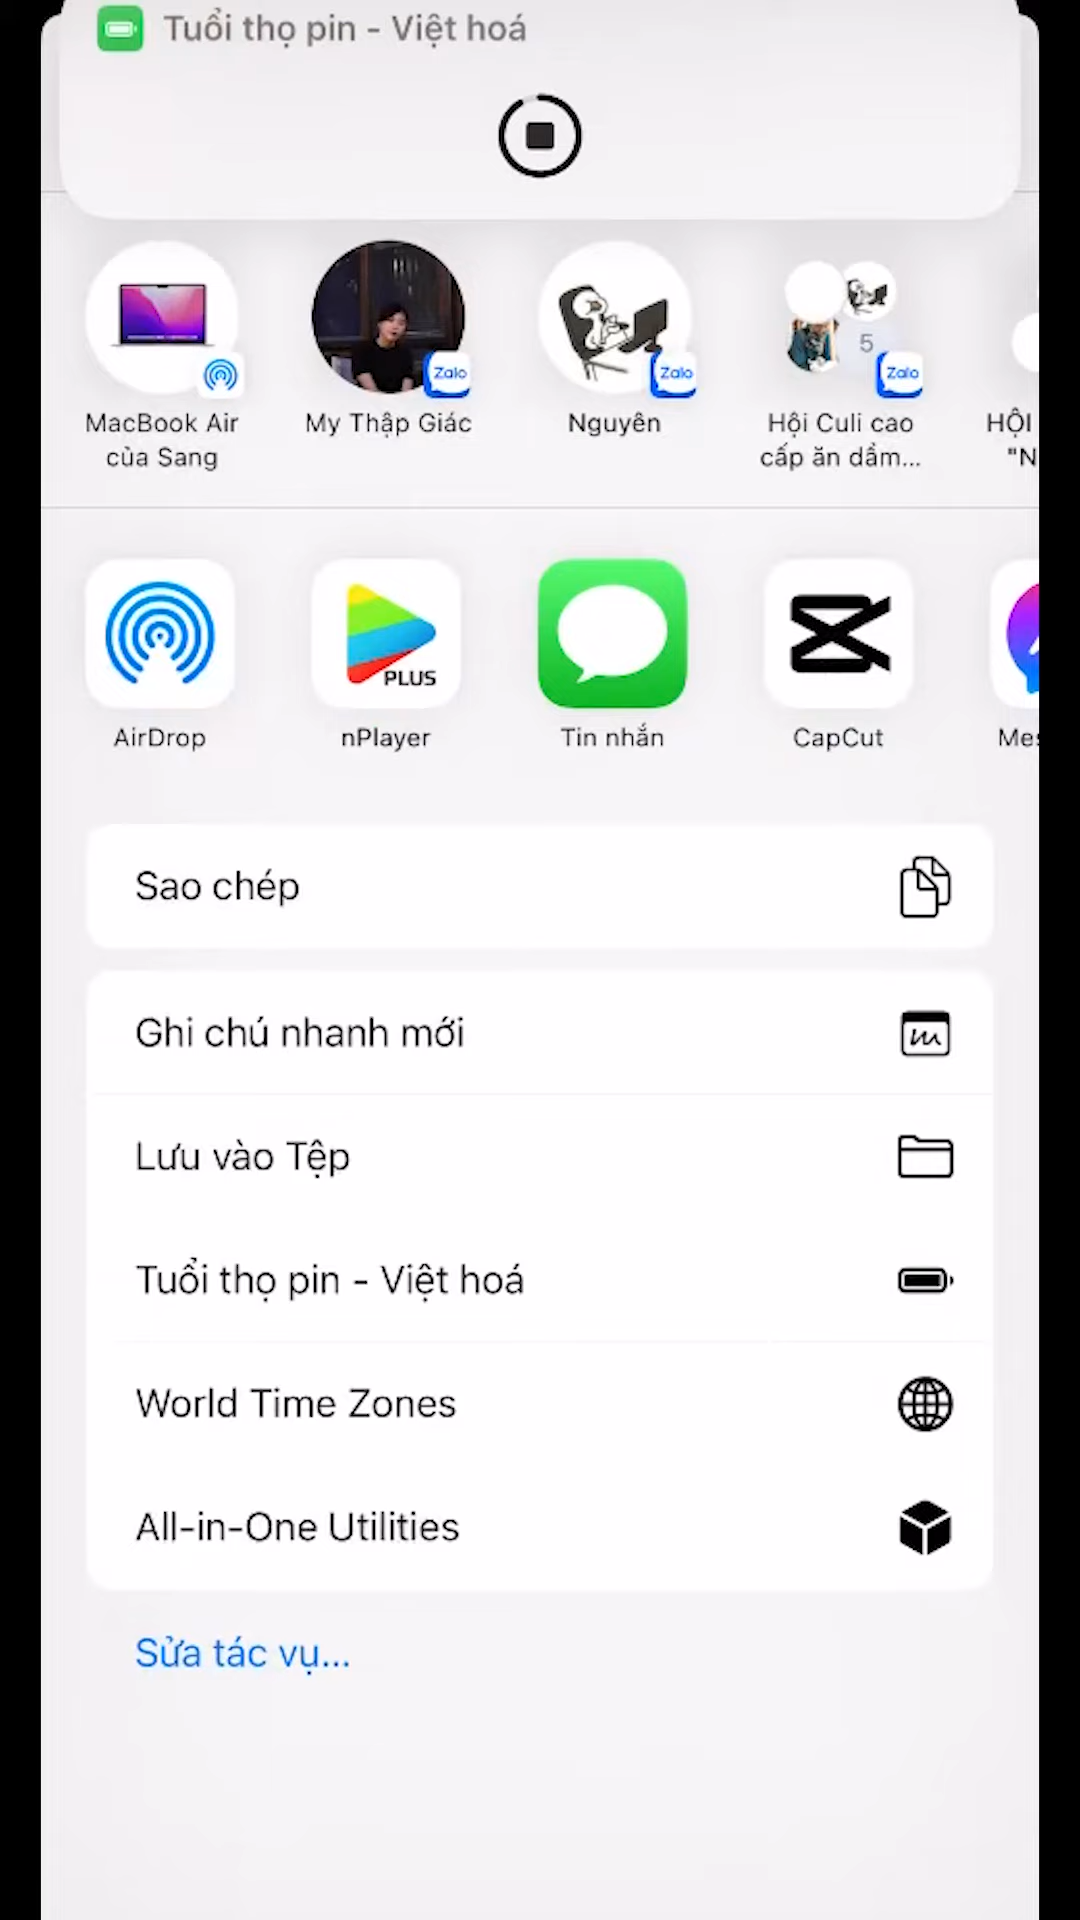 Tuổi thọ pin - Việt hoá
MacBook Air
của Sang
Zalo
My Thập Giác
Zalo
Nguyên
5
Zalo
Hội Culi cao
cấp ăn dầm...
HỘI
"N
AirDrop
PLUS
nPlayer
Tin nhắn
CapCut
Mes
Sao chép
Ghi chú nhanh mới
Lưu vào Tệp
Tuổi thọ pin - Việt hoá
World Time Zones
All-in-One Utilities
Sửa tác vụ...